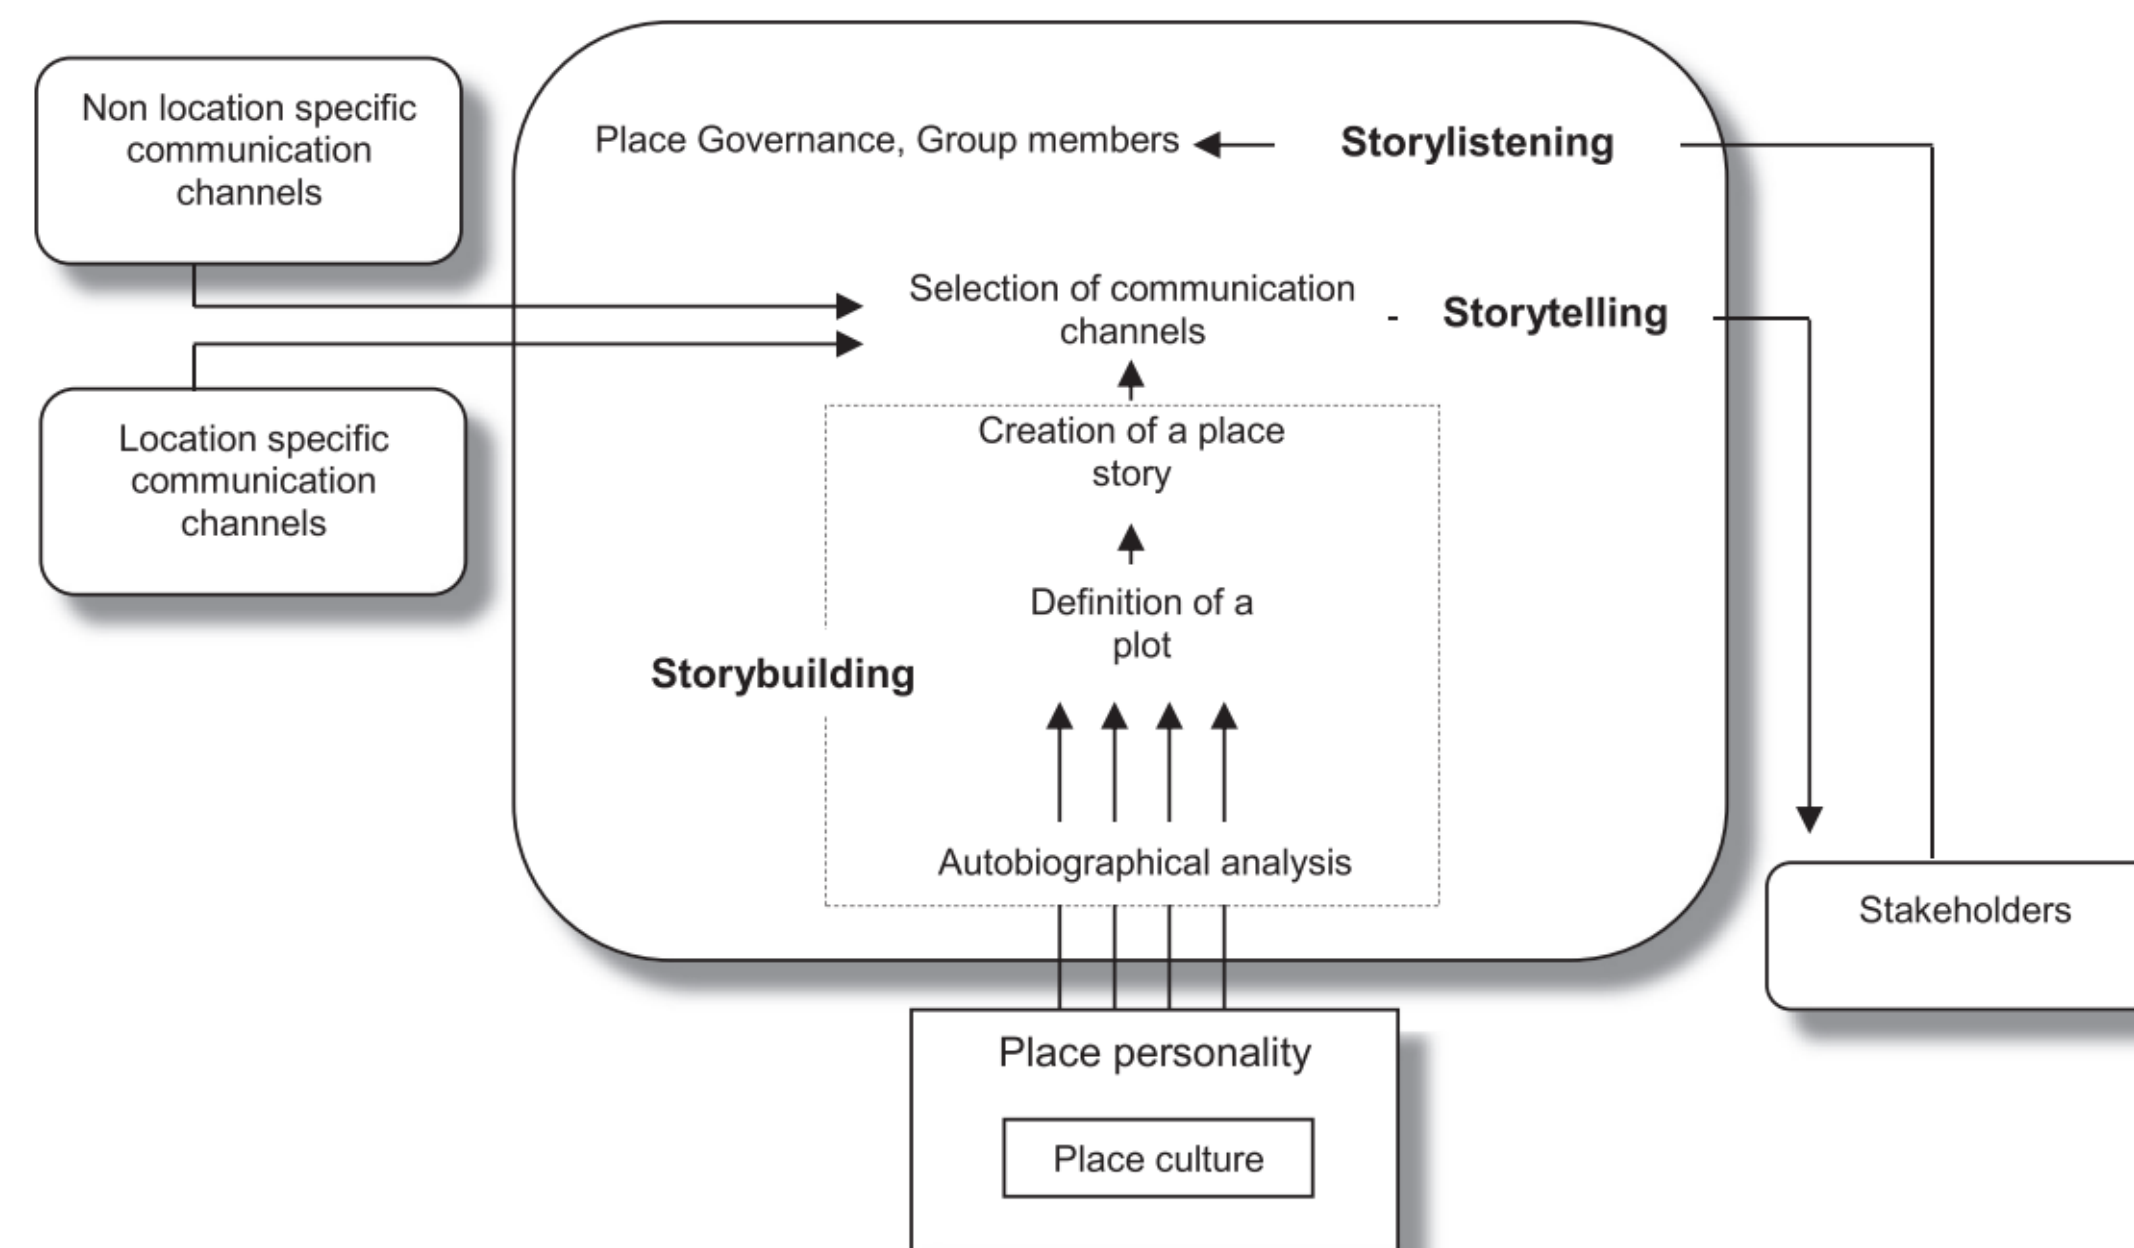 Non location specific
communication
channels
Place Governance, Group members
Storylistening
Selection of communication
channels
-
Storytelling
Location specific
communication
channels
Creation of a place
story
Definition of a
plot
Storybuilding
Autobiographical analysis
Stakeholders
Place personality
Place culture